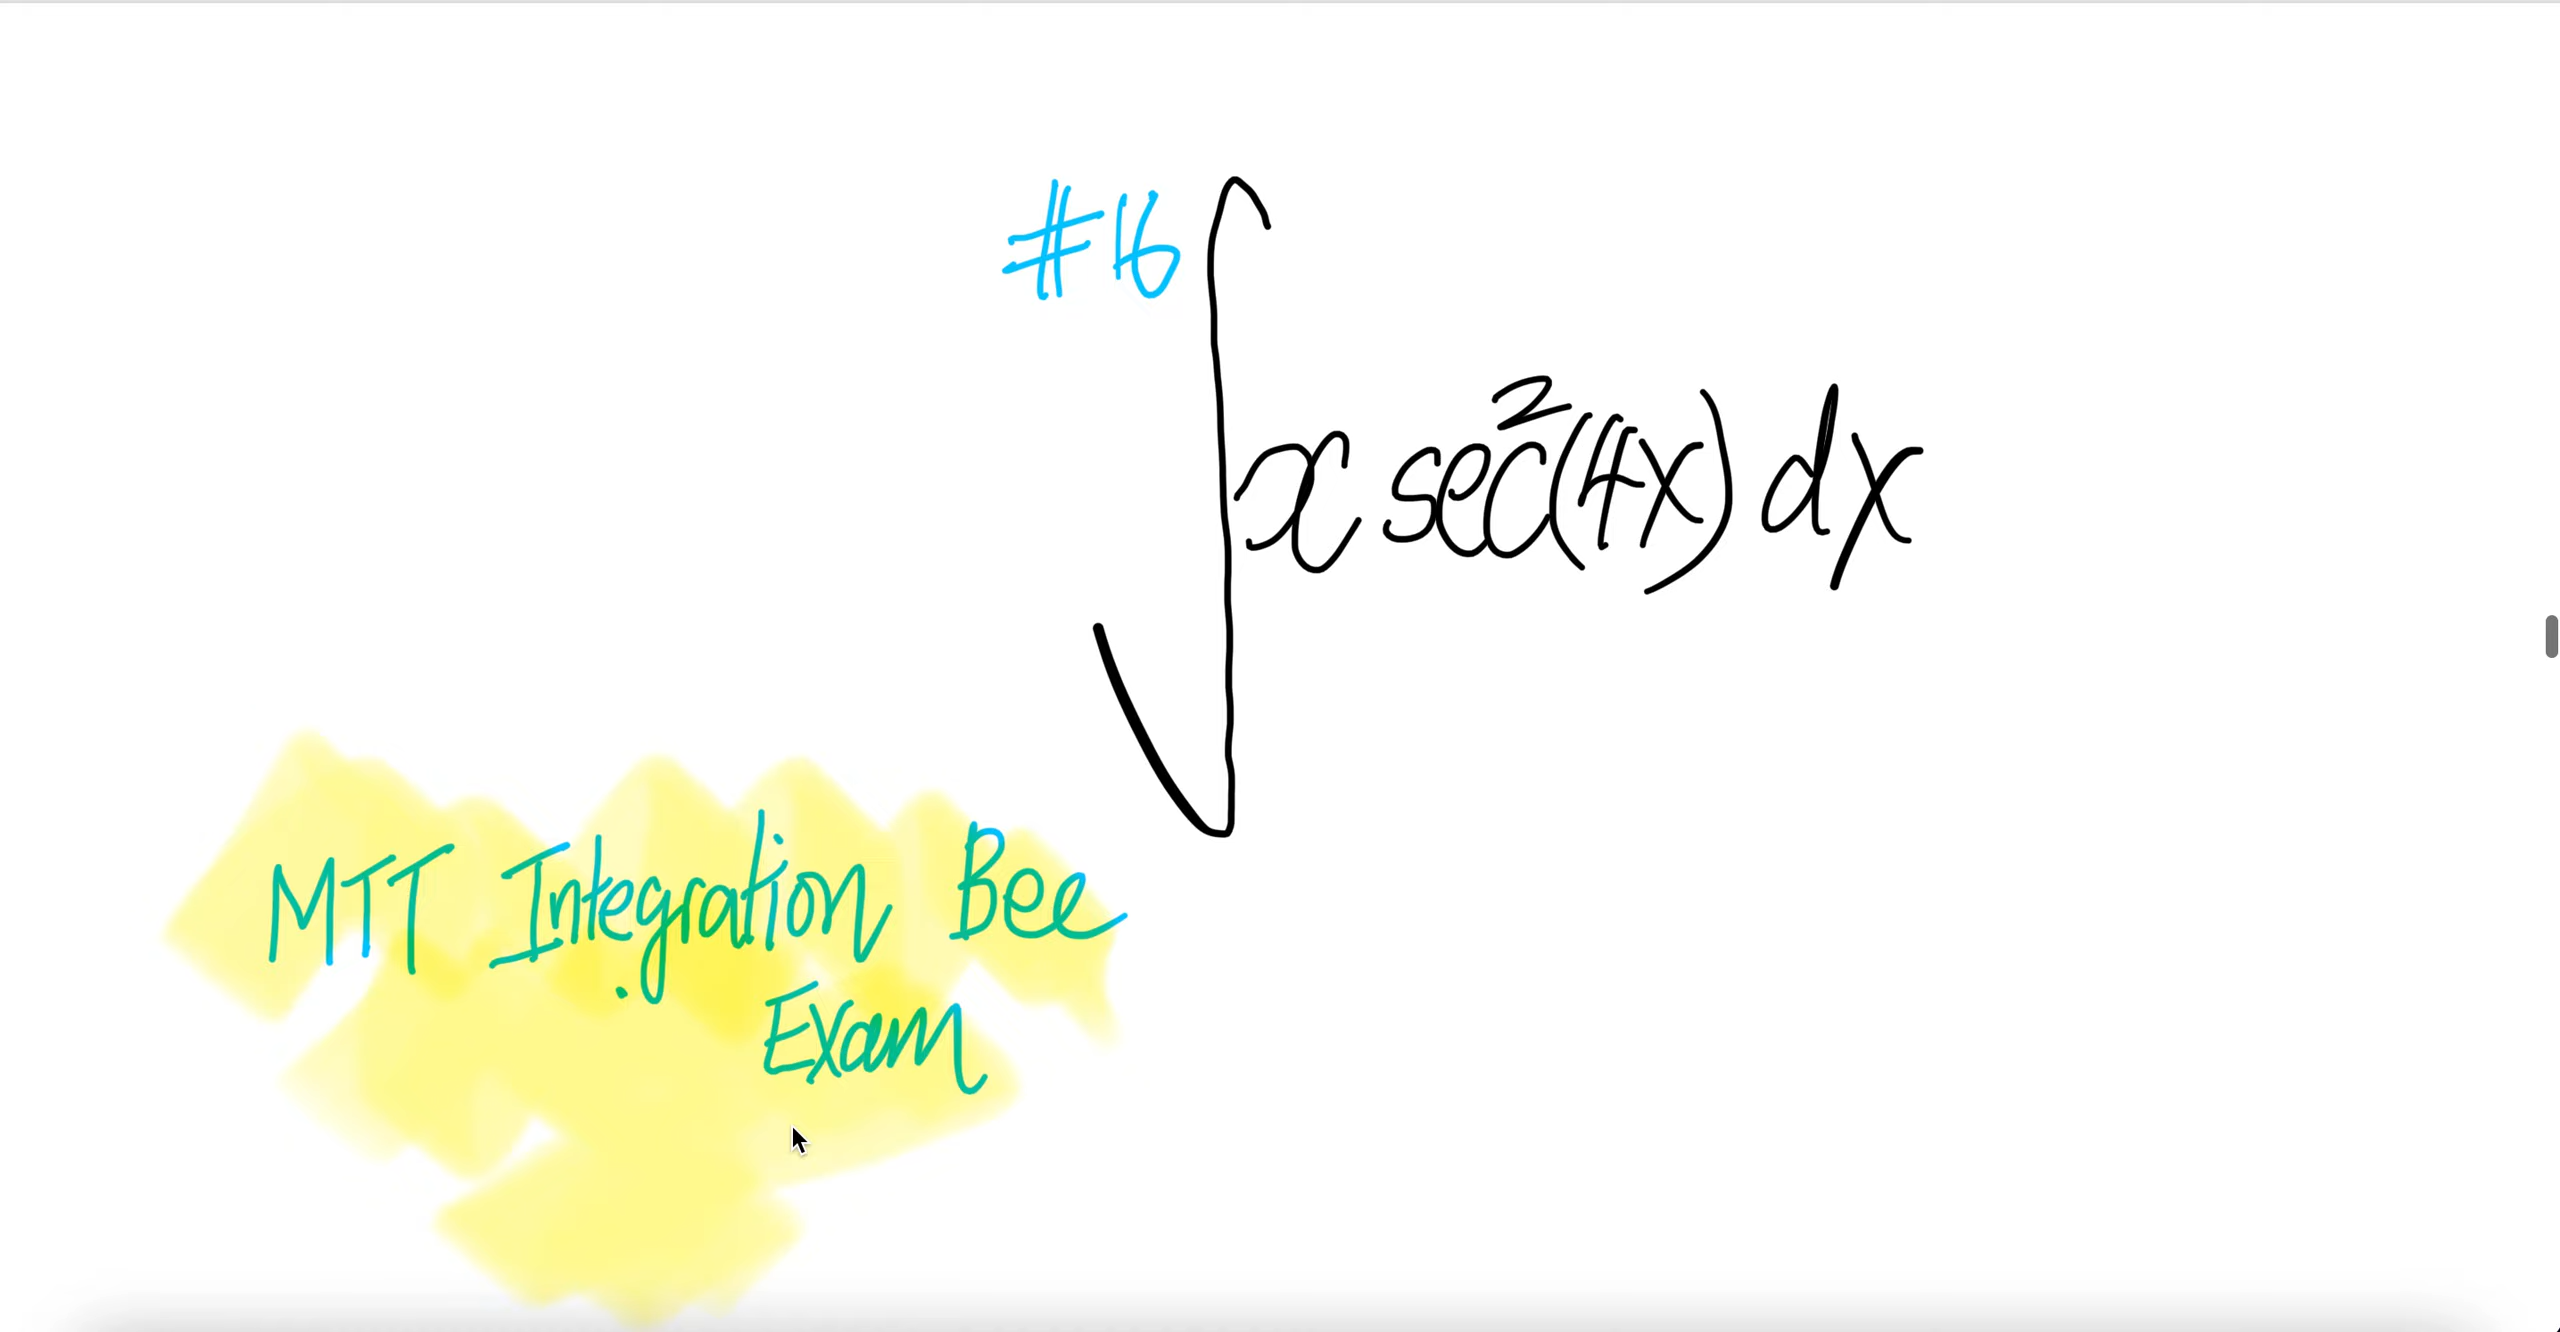 #16
∫ x sec²(4x) dx
MTT Integration Bee
Exam